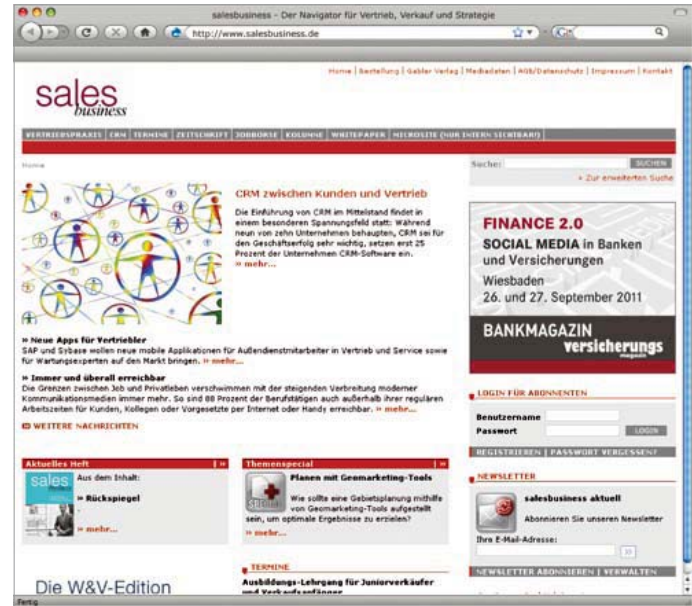 salesbusiness - Der Navigator für Vertrieb, Verkauf und Strategie
http://www.salesbusiness.de
Home | Bestellung | Gabler Verlag | Mediadaten | AGB/Datenschutz | Impressum | Kontakt
sales
business
VERTRIEBSPRAXIS | CRM | TERMINE | ZEITSCHRIFT | JOBBÖRSE | KOLUMNE | WHITEPAPER | MICROSITE (NUR INTERN SICHTBAR!)
Home
Suche:
SUCHEN
» Zur erweiterten Suche
CRM zwischen Kunden und Vertrieb
Die Einführung von CRM im Mittelstand findet in
einem besonderen Spannungsfeld statt: Während
neun von zehn Unternehmen behaupten, CRM sei für
den Geschäftserfolg sehr wichtig, setzen erst 25
Prozent der Unternehmen CRM-Software ein.
» mehr...
» Neue Apps für Vertriebler
SAP und Sybase wollen neue mobile Applikationen für Außendienstmitarbeiter in Vertrieb und Service sowie
für Wartungsexperten auf den Markt bringen. » mehr...
» Immer und überall erreichbar
Die Grenzen zwischen Job und Privatleben verschwimmen mit der steigenden Verbreitung moderner
Kommunikationsmedien immer mehr. So sind 88 Prozent der Berufstätigen auch außerhalb ihrer regulären
Arbeitszeiten für Kunden, Kollegen oder Vorgesetzte per Internet oder Handy erreichbar. » mehr...
WEITERE NACHRICHTEN
FINANCE 2.0
SOCIAL MEDIA in Banken
und Versicherungen
Wiesbaden
26. und 27. September 2011
BANKMAGAZIN
versicherungs
magazin
LOGIN FÜR ABONNENTEN
Benutzername
Passwort
LOGIN
REGISTRIEREN | PASSWORT VERGESSEN?
Aktuelles Heft | »
sales
Aus dem Inhalt:
» Rückspiegel
» mehr...
Themenspecial | »
SPECIAL
Planen mit Geomarketing-Tools
Wie sollte eine Gebietsplanung mithilfe
von Geomarketing-Tools aufgestellt
sein, um optimale Ergebnisse zu erzielen?
» mehr...
NEWSLETTER
salesbusiness aktuell
Abonnieren Sie unseren Newsletter
Ihre E-Mail-Adresse:
»
NEWSLETTER ABONNIEREN | VERWALTEN
Die W&V-Edition
TERMINE
Ausbildungs-Lehrgang für Juniorverkäufer
und Verkaufsanfänger
Fertig